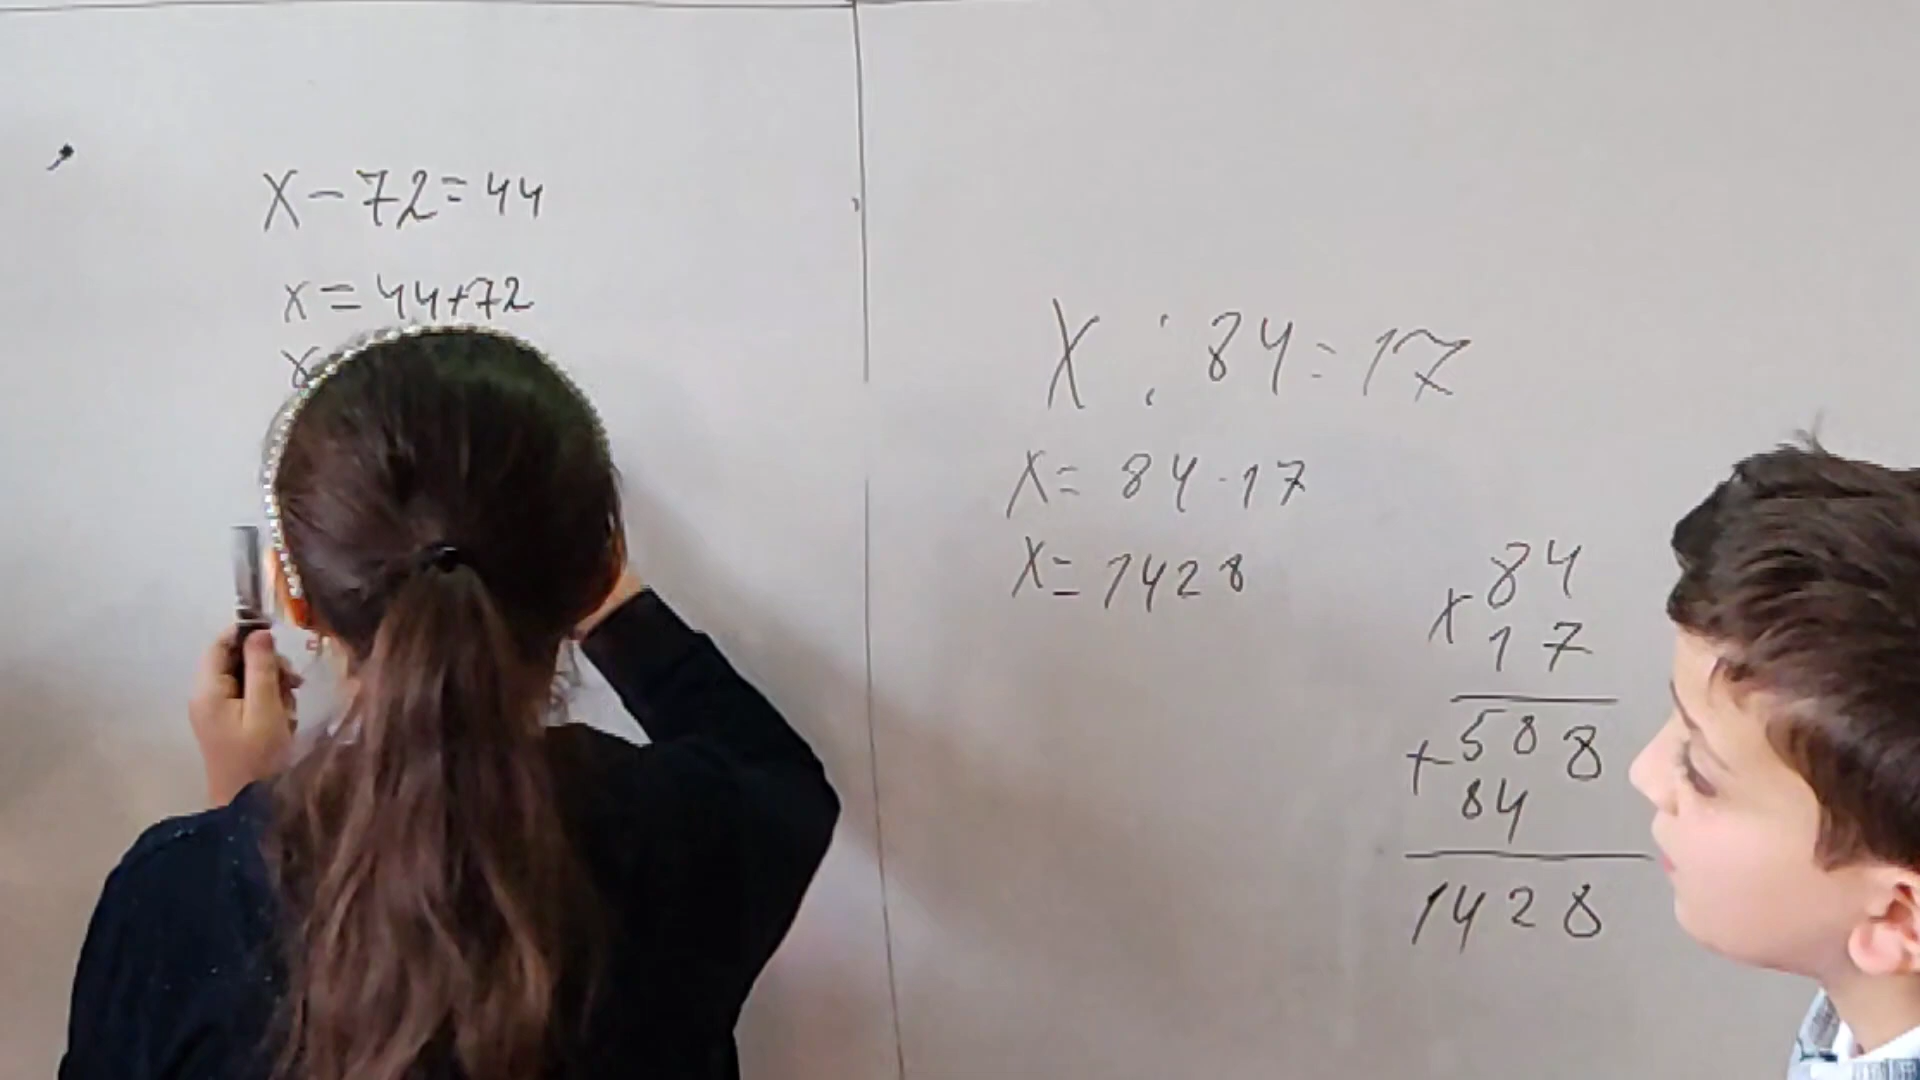 x - 72 = 44
x = 44 + 72
x
X : 84 = 17
x = 84 · 17
x = 1428
x 84
17
+ 588
84
1428